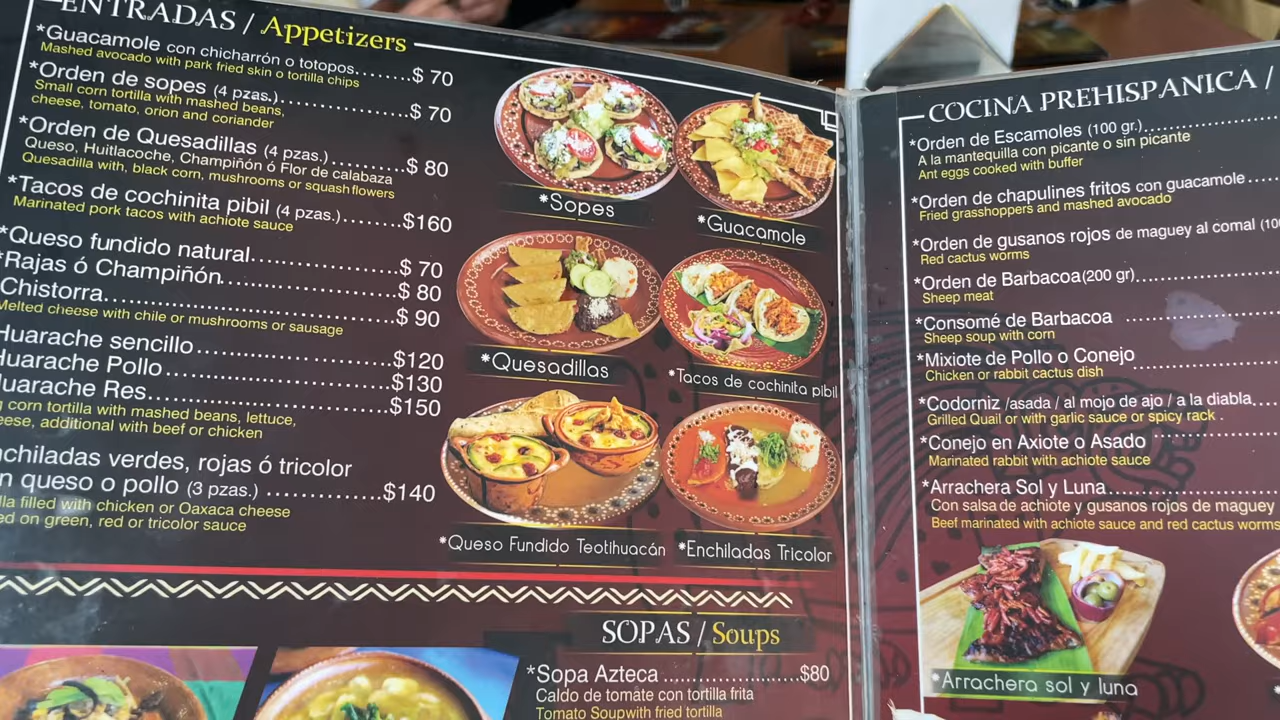 ENTRADAS / Appetizers
*Guacamole con chicharrón o totopos.......$ 70
Mashed avocado with park fried skin o tortilla chips
*Orden de sopes (4 pzas.)................$ 70
Small corn tortilla with mashed beans,
cheese, tomato, orion and coriander
*Orden de Quesadillas (4 pzas.).........$ 80
Queso, Huitlacoche, Champiñón ó Flor de calabaza
Quesadilla with, black corn, mushrooms or squash flowers
*Tacos de cochinita pibil (4 pzas.).......$160
Marinated pork tacos with achiote sauce
*Queso fundido natural..................$ 70
*Rajas ó Champiñón.....................$ 80
Chistorra...................................$ 90
Melted cheese with chile or mushrooms or sausage
Huarache sencillo........................$120
Huarache Pollo...........................$130
Huarache Res.............................$150
corn tortilla with mashed beans, lettuce,
additional with beef or chicken
verdes, rojas ó tricolor
queso o pollo (3 pzas.) .............$140
filled with chicken or Oaxaca cheese
on green, red or tricolor sauce
*Sopes
*Guacamole
*Quesadillas
*Tacos de cochinita pibil
*Queso Fundido Teotihuacán
*Enchiladas Tricolor
SOPAS / Soups
*Sopa Azteca .......................$80
Caldo de tomate con tortilla frita
Tomato Soupwith fried tortilla
COCINA PREHISPANICA /
*Orden de Escamoles (100 gr.)......................
A la mantequilla con picante o sin picante
Ant eggs cooked with buffer
*Orden de chapulines fritos con guacamole.....
Fried grasshoppers and mashed avocado
*Orden de gusanos rojos de maguey al comal
Red cactus worms
*Orden de Barbacoa(200 gr).......................
Sheep meat
*Consomé de Barbacoa .......................
Sheep soup with corn
*Mixiote de Pollo o Conejo.......................
Chicken or rabbit cactus dish
*Codorniz /asada / al mojo de ajo / a la diabla....
Grilled Quail or with garlic sauce or spicy rack .
*Conejo en Axiote o Asado ....................
Marinated rabbit with achiote sauce
*Arrachera Sol y Luna............................
Con salsa de achiote y gusanos rojos de maguey
Beef marinated with achiote sauce and red cactus worms
*Arrachera sol y luna